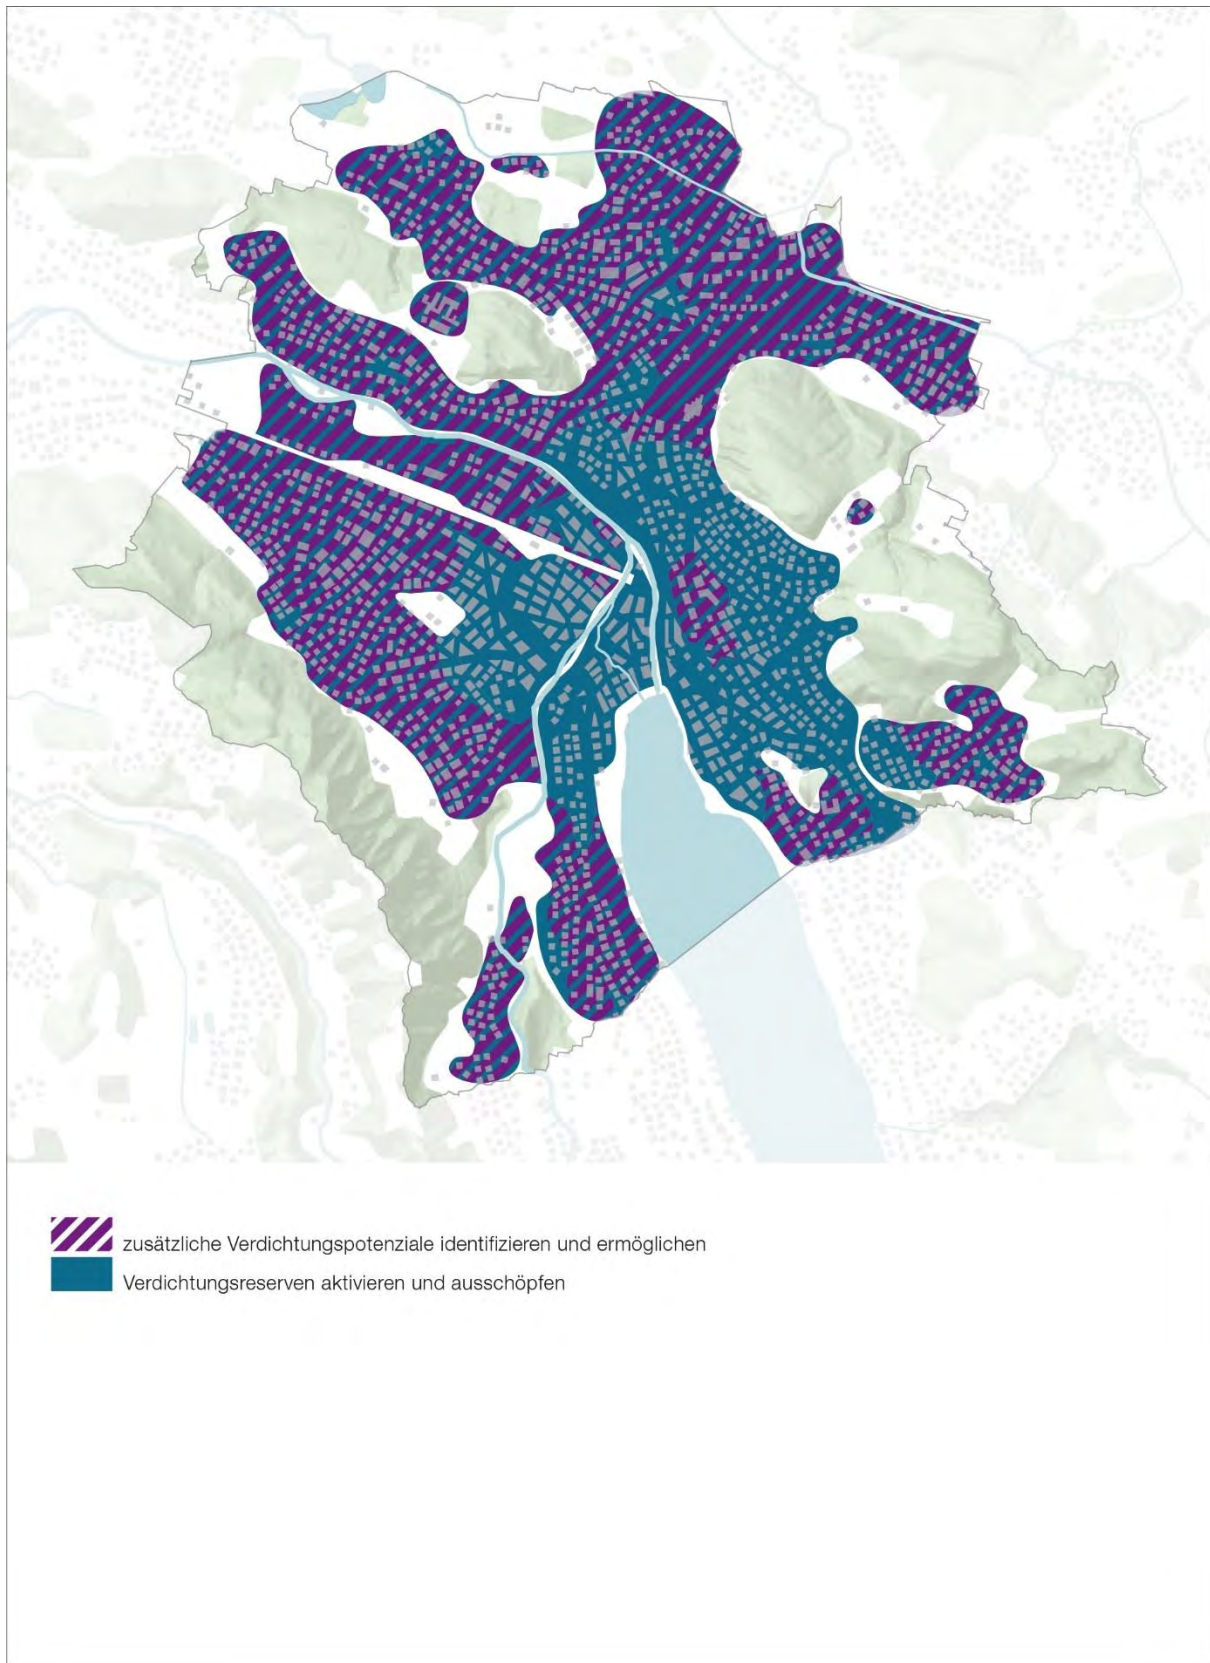 zusätzliche Verdichtungspotenziale identifizieren und ermöglichen
Verdichtungsreserven aktivieren und ausschöpfen